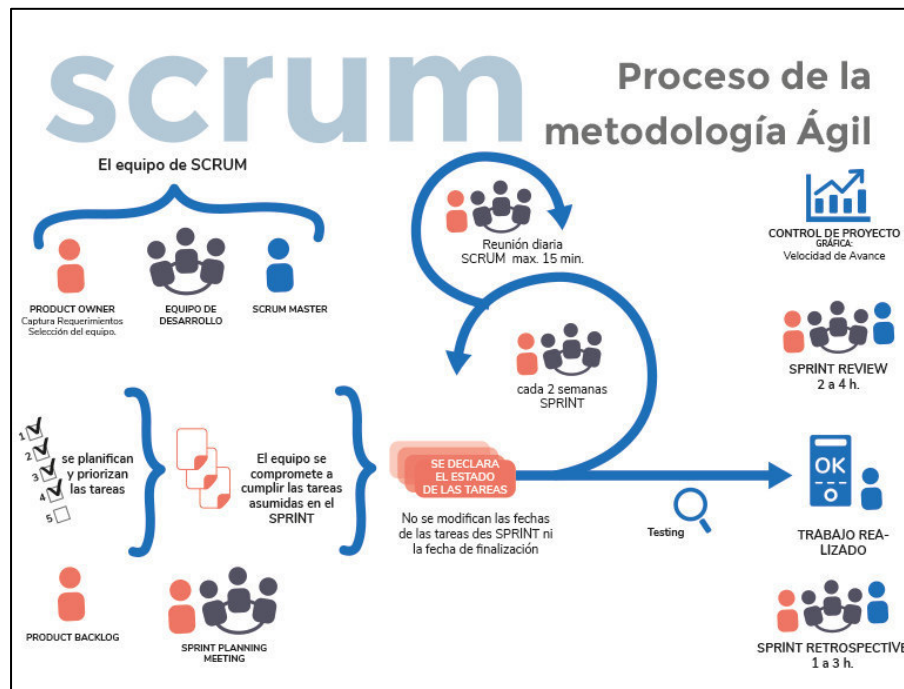 scrum
Proceso de la
metodología Ágil
El equipo de SCRUM
PRODUCT OWNER
Captura Requerimientos
Selección del equipo.
EQUIPO DE
DESARROLLO
SCRUM MASTER
Reunión diaria
SCRUM max. 15 min.
CONTROL DE PROYECTO
GRÁFICA:
Velocidad de Avance
cada 2 semanas
SPRINT
SPRINT REVIEW
2 a 4 h.
1
2
3
4
5
se planifican
y priorizan
las tareas
El equipo se
compromete a
cumplir las tareas
asumidas en el
SPRINT
SE DECLARA
EL ESTADO
DE LAS TAREAS
No se modifican las fechas
de las tareas des SPRINT ni
la fecha de finalización
Testing
OK
TRABAJO REA-
LIZADO
PRODUCT BACKLOG
SPRINT PLANNING
MEETING
SPRINT RETROSPECTIVE
1 a 3 h.